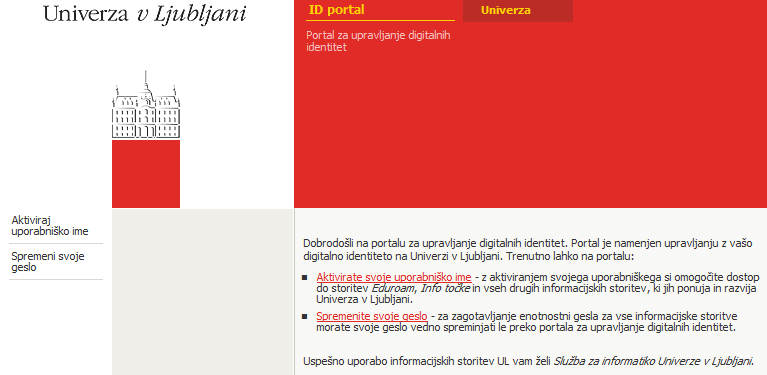 Univerza v Ljubljani
ID portal
Univerza
Portal za upravljanje digitalnih
identitet
Aktiviraj
uporabniško ime
Spremeni svoje
geslo
Dobrodošli na portalu za upravljanje digitalnih identitet. Portal je namenjen upravljanju z vašo
digitalno identiteto na Univerzi v Ljubljani. Trenutno lahko na portalu:
Aktivirate svoje uporabniško ime - z aktiviranjem svojega uporabniškega si omogočite dostop
do storitev Eduroam, Info točke in vseh drugih informacijskih storitev, ki jih ponuja in razvija
Univerza v Ljubljani.
Spremenite svoje geslo - za zagotavljanje enotnosti gesla za vse informacijske storitve
morate svoje geslo vedno spreminjati le preko portala za upravljanje digitalnih identitet.
Uspešno uporabo informacijskih storitev UL vam želi Služba za informatiko Univerze v Ljubljani.